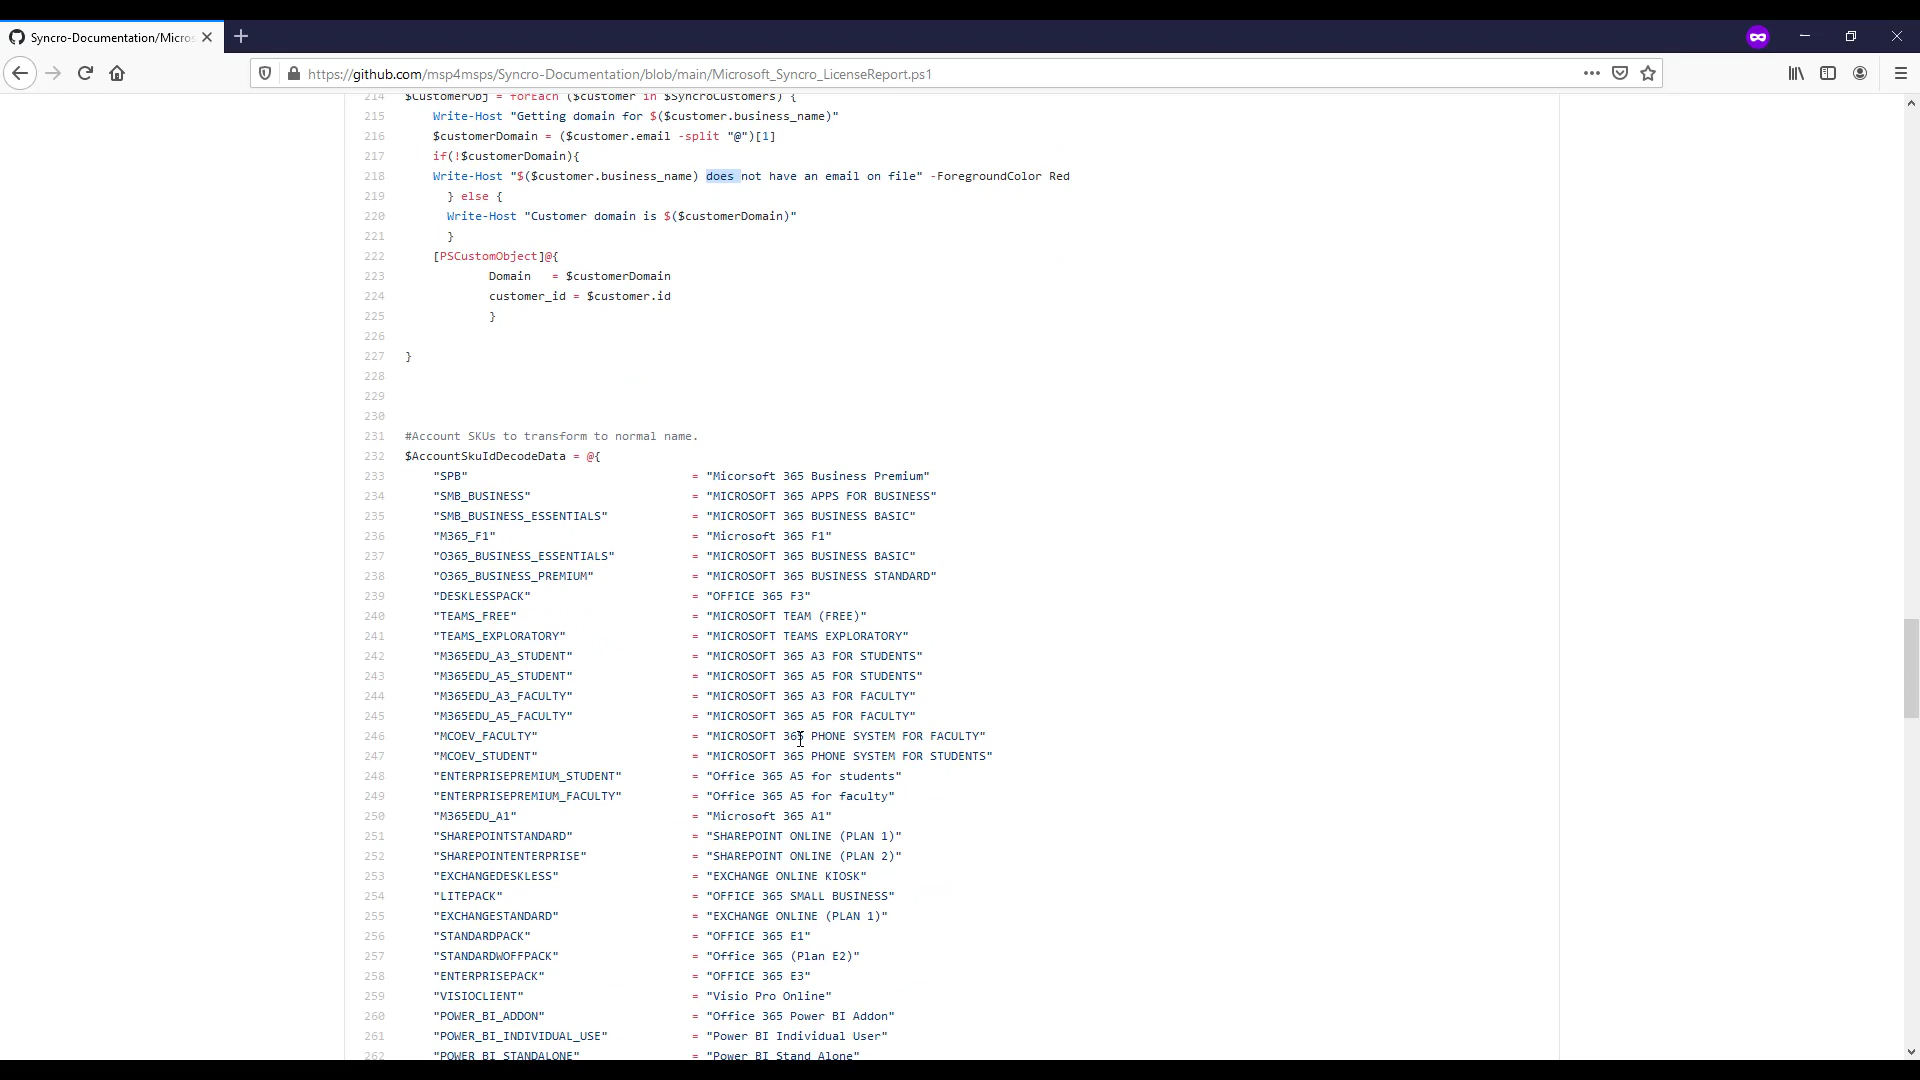 Syncro-Documentation/Micros
https://github.com/msp4msps/Syncro-Documentation/blob/main/Microsoft_Syncro_LicenseReport.ps1
214 $CustomerObj = forEach ($customer in $SyncroCustomers) {
215 Write-Host "Getting domain for $($customer.business_name)"
216 $customerDomain = ($customer.email -split "@")[1]
217 if(!$customerDomain){
218 Write-Host "$($customer.business_name) does not have an email on file" -ForegroundColor Red
219 } else {
220 Write-Host "Customer domain is $($customerDomain)"
221 }
222 [PSCustomObject]@{
223 Domain = $customerDomain
224 customer_id = $customer.id
225 }
226
227 }
228
229
230
231 #Account SKUs to transform to normal name.
232 $AccountSkuIdDecodeData = @{
233 "SPB" = "Micorsoft 365 Business Premium"
234 "SMB_BUSINESS" = "MICROSOFT 365 APPS FOR BUSINESS"
235 "SMB_BUSINESS_ESSENTIALS" = "MICROSOFT 365 BUSINESS BASIC"
236 "M365_F1" = "Microsoft 365 F1"
237 "O365_BUSINESS_ESSENTIALS" = "MICROSOFT 365 BUSINESS BASIC"
238 "O365_BUSINESS_PREMIUM" = "MICROSOFT 365 BUSINESS STANDARD"
239 "DESKLESSPACK" = "OFFICE 365 F3"
240 "TEAMS_FREE" = "MICROSOFT TEAM (FREE)"
241 "TEAMS_EXPLORATORY" = "MICROSOFT TEAMS EXPLORATORY"
242 "M365EDU_A3_STUDENT" = "MICROSOFT 365 A3 FOR STUDENTS"
243 "M365EDU_A5_STUDENT" = "MICROSOFT 365 A5 FOR STUDENTS"
244 "M365EDU_A3_FACULTY" = "MICROSOFT 365 A3 FOR FACULTY"
245 "M365EDU_A5_FACULTY" = "MICROSOFT 365 A5 FOR FACULTY"
246 "MCOEV_FACULTY" = "MICROSOFT 365 PHONE SYSTEM FOR FACULTY"
247 "MCOEV_STUDENT" = "MICROSOFT 365 PHONE SYSTEM FOR STUDENTS"
248 "ENTERPRISEPREMIUM_STUDENT" = "Office 365 A5 for students"
249 "ENTERPRISEPREMIUM_FACULTY" = "Office 365 A5 for faculty"
250 "M365EDU_A1" = "Microsoft 365 A1"
251 "SHAREPOINTSTANDARD" = "SHAREPOINT ONLINE (PLAN 1)"
252 "SHAREPOINTENTERPRISE" = "SHAREPOINT ONLINE (PLAN 2)"
253 "EXCHANGEDESKLESS" = "EXCHANGE ONLINE KIOSK"
254 "LITEPACK" = "OFFICE 365 SMALL BUSINESS"
255 "EXCHANGESTANDARD" = "EXCHANGE ONLINE (PLAN 1)"
256 "STANDARDPACK" = "OFFICE 365 E1"
257 "STANDARDWOFFPACK" = "Office 365 (Plan E2)"
258 "ENTERPRISEPACK" = "OFFICE 365 E3"
259 "VISIOCLIENT" = "Visio Pro Online"
260 "POWER_BI_ADDON" = "Office 365 Power BI Addon"
261 "POWER_BI_INDIVIDUAL_USE" = "Power BI Individual User"
262 "POWER_BI_STANDALONE" = "Power BI Stand Alone"